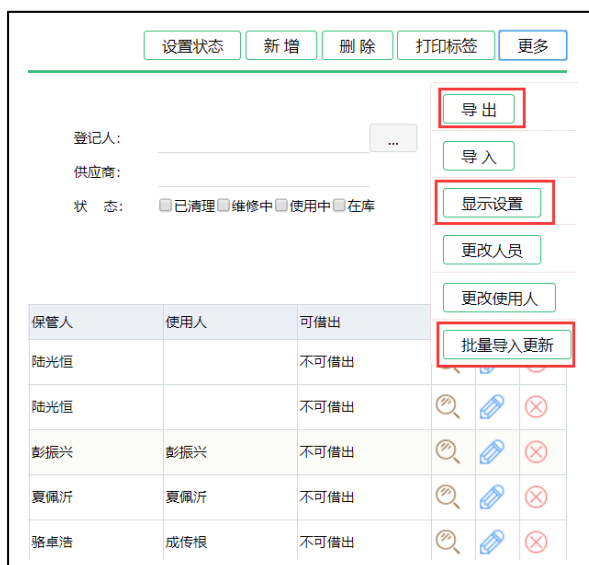 设置状态 新 增 删 除 打印标签 更多
导 出
登记人： ...
导 入
供应商：
状 态： 已清理 维修中 使用中 在库
显示设置
更改人员
更改使用人
保管人 使用人 可借出
批量导入更新
陆光恒 不可借出
陆光恒 不可借出
彭振兴 彭振兴 不可借出
夏佩沂 夏佩沂 不可借出
骆卓浩 成传根 不可借出